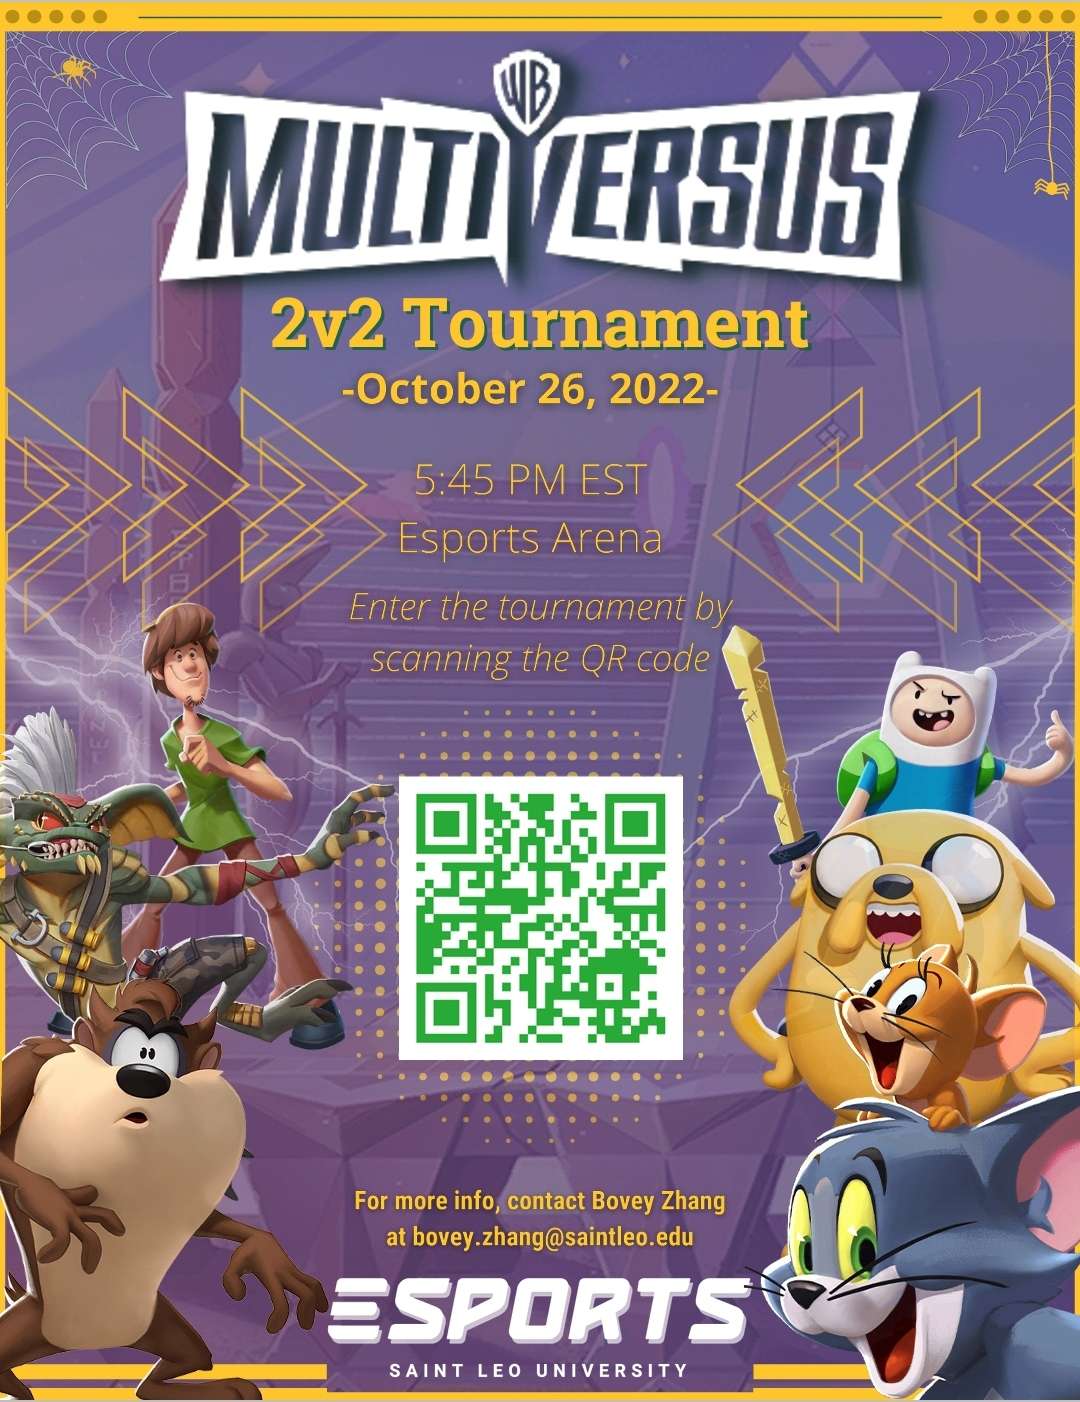 WB
MULTIVERSUS
2v2 Tournament
-October 26, 2022-
5:45 PM EST
Esports Arena
Enter the tournament by
scanning the QR code
For more info, contact Bovey Zhang
at bovey.zhang@saintleo.edu
ESPORTS
SAINT LEO UNIVERSITY